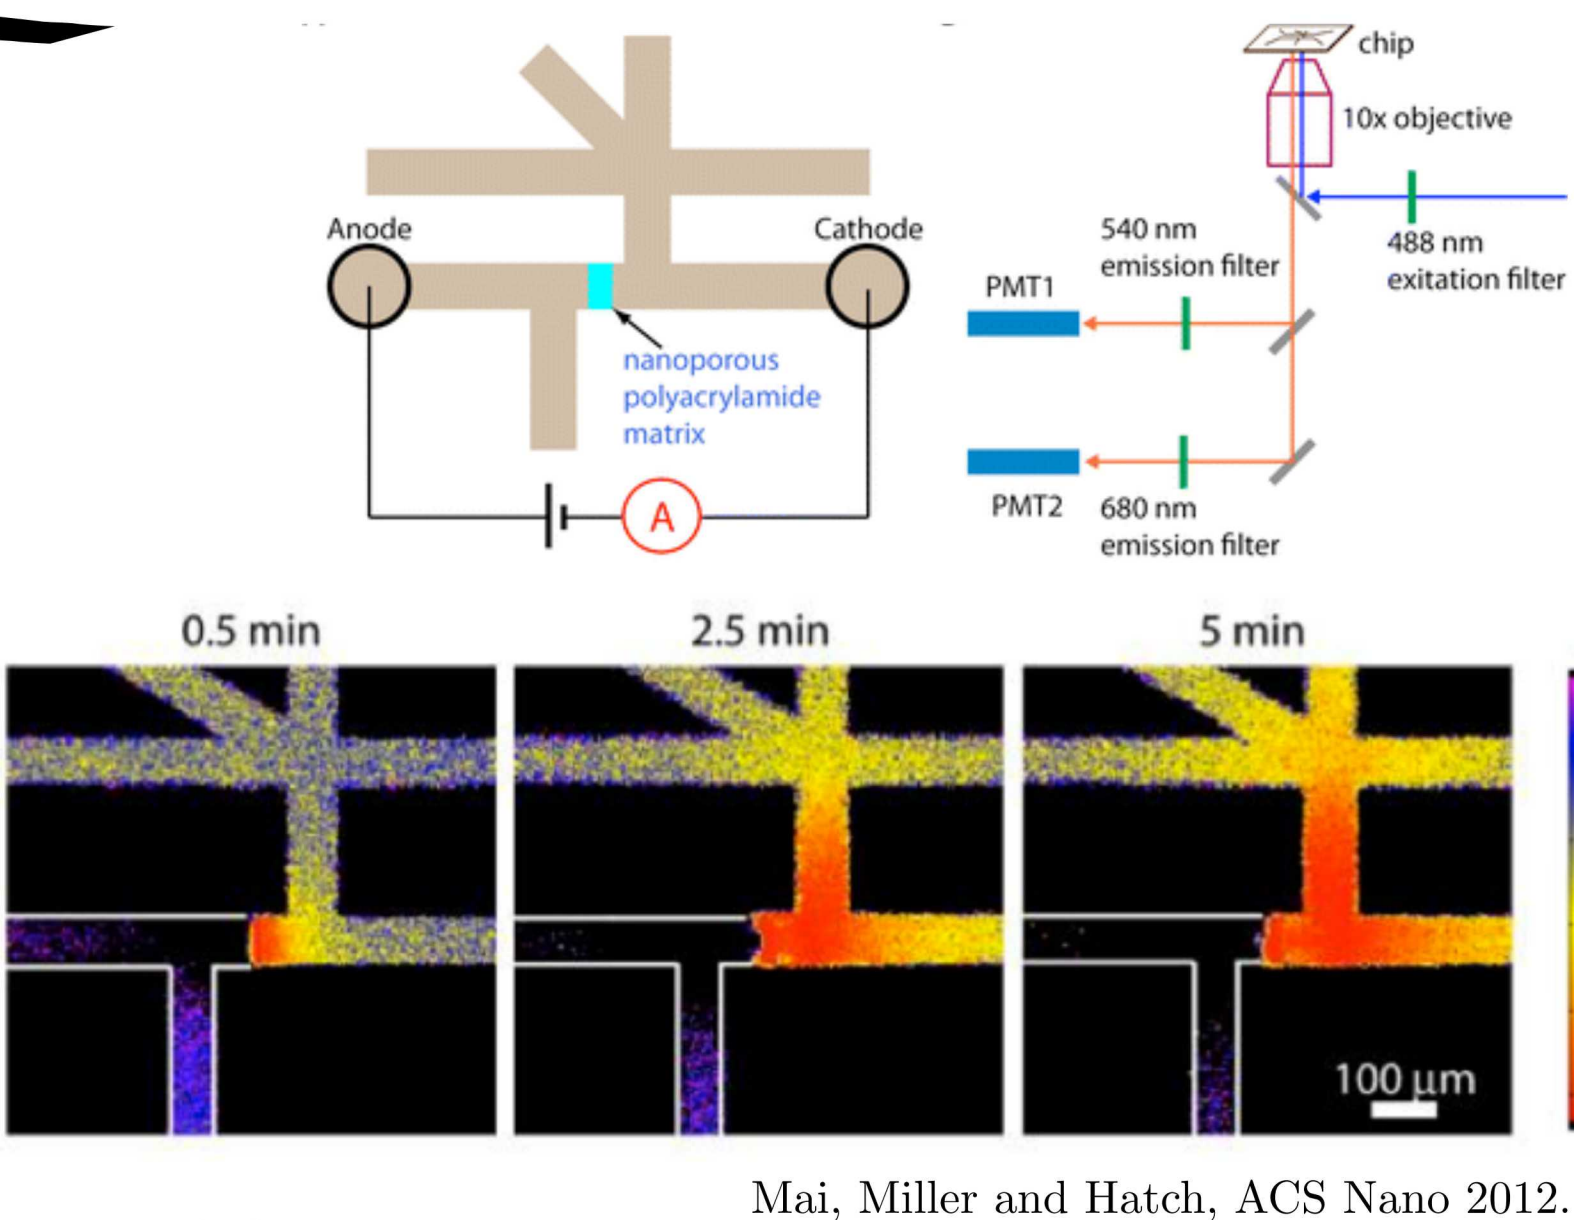 chip
10x objective
Anode
Cathode
540 nm
emission filter
488 nm
exitation filter
PMT1
nanoporous
polyacrylamide
matrix
A
PMT2
680 nm
emission filter
0.5 min
2.5 min
5 min
100 µm
Mai, Miller and Hatch, ACS Nano 2012.